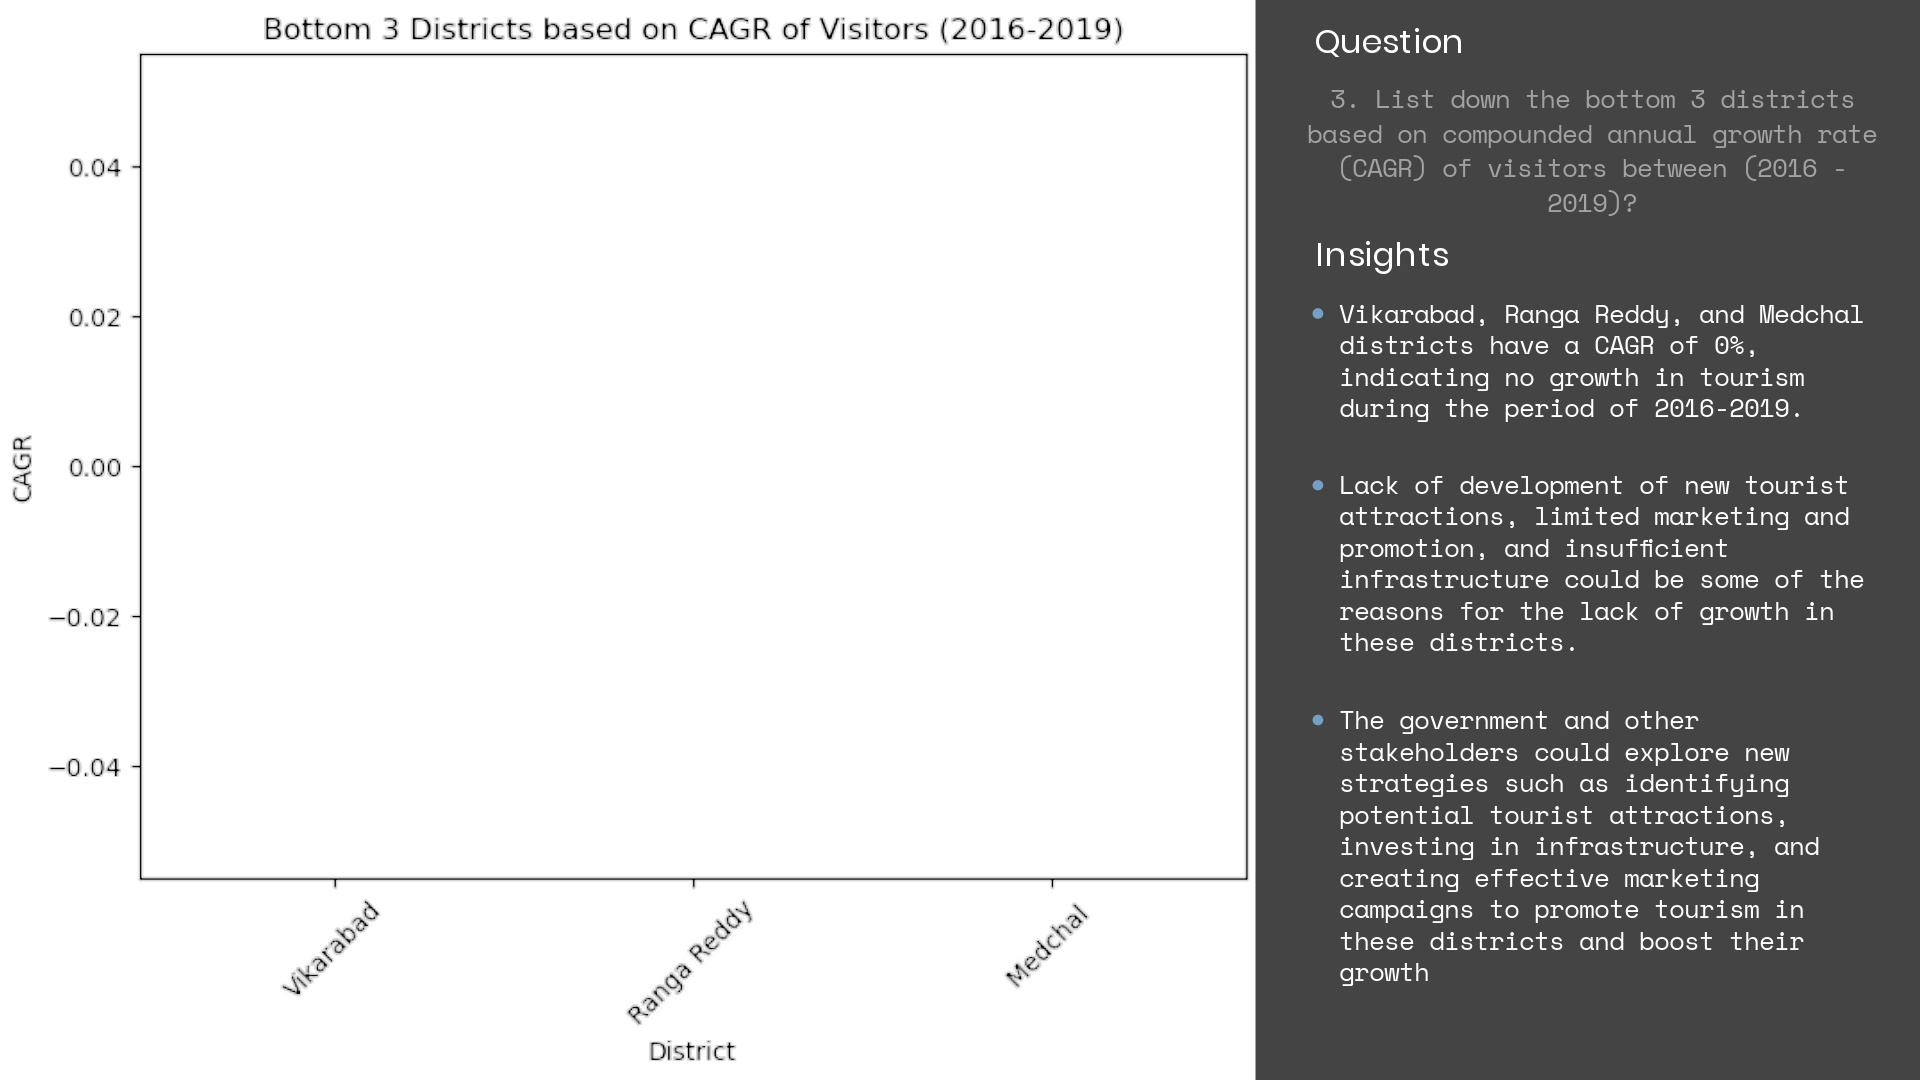 Bottom 3 Districts based on CAGR of Visitors (2016-2019)
0.04
0.02
0.00
−0.02
−0.04
CAGR
Vikarabad
Ranga Reddy
Medchal
District
Question
3. List down the bottom 3 districts
based on compounded annual growth rate
(CAGR) of visitors between (2016 -
2019)?
Insights
• Vikarabad, Ranga Reddy, and Medchal
districts have a CAGR of 0%,
indicating no growth in tourism
during the period of 2016-2019.
• Lack of development of new tourist
attractions, limited marketing and
promotion, and insufficient
infrastructure could be some of the
reasons for the lack of growth in
these districts.
• The government and other
stakeholders could explore new
strategies such as identifying
potential tourist attractions,
investing in infrastructure, and
creating effective marketing
campaigns to promote tourism in
these districts and boost their
growth